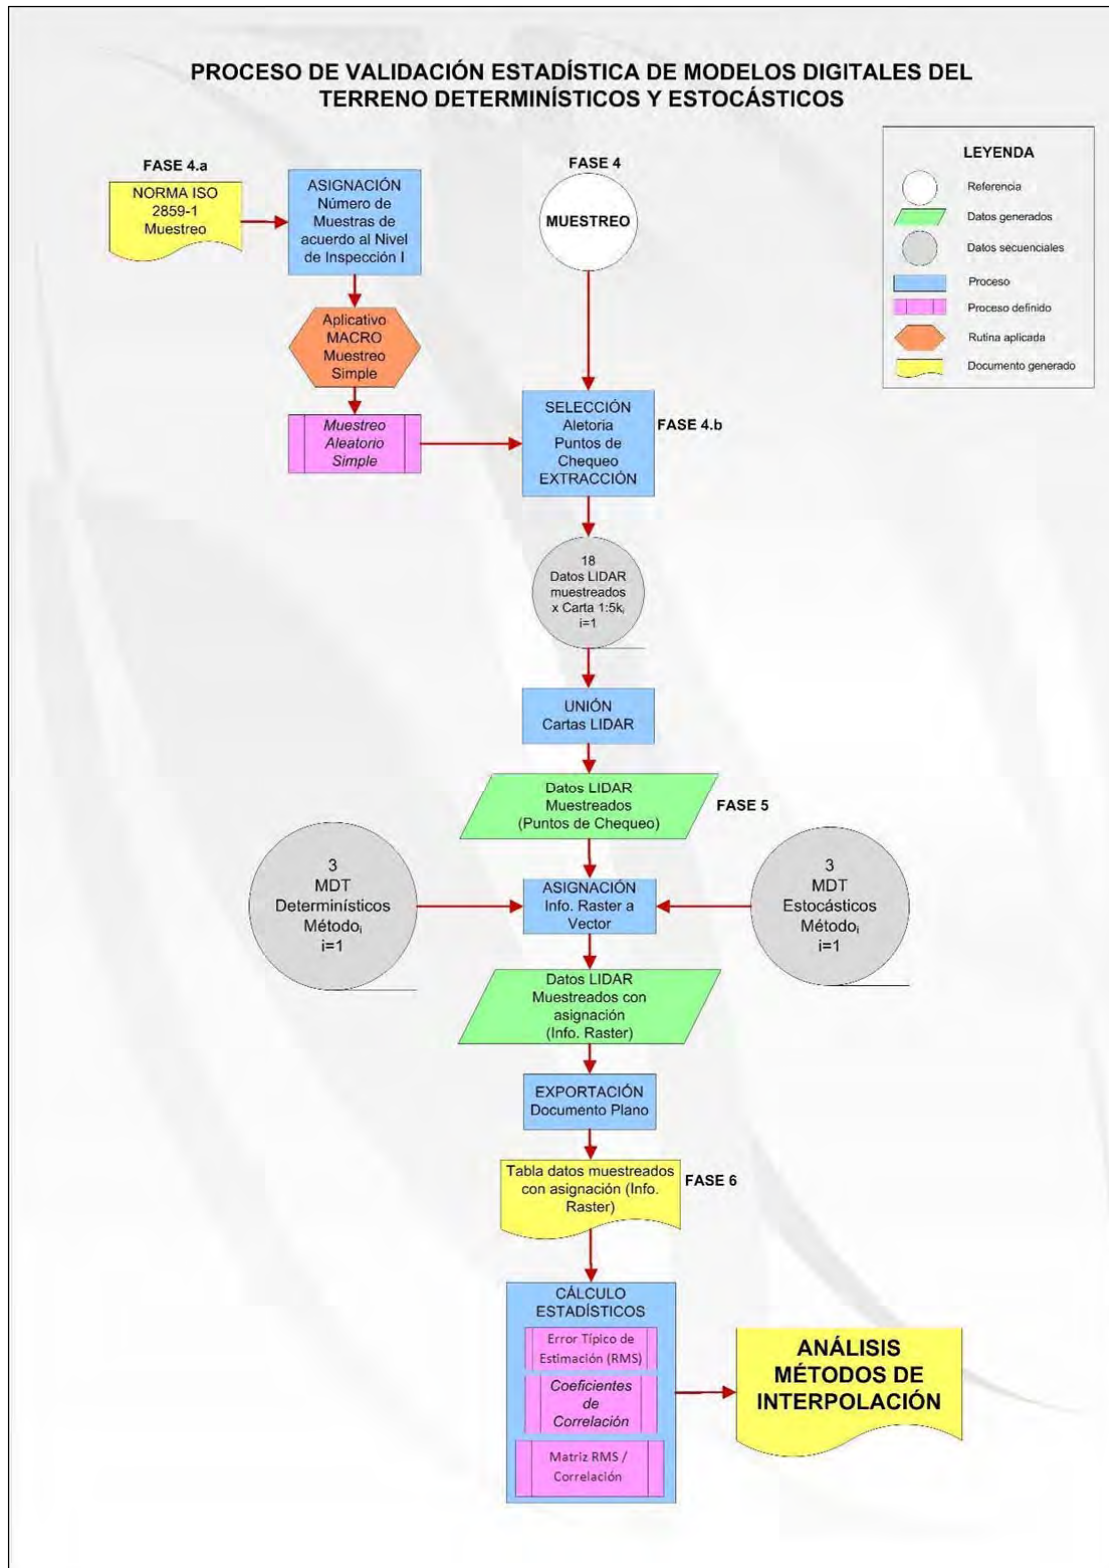 PROCESO DE VALIDACIÓN ESTADÍSTICA DE MODELOS DIGITALES DEL
TERRENO DETERMINÍSTICOS Y ESTOCÁSTICOS
FASE 4.a
NORMA ISO
2859-1
Muestreo
ASIGNACIÓN
Número de
Muestras de
acuerdo al Nivel
de Inspección I
Aplicativo
MACRO
Muestreo
Simple
Muestreo
Aleatorio
Simple
FASE 4
MUESTREO
LEYENDA
Referencia
Datos generados
Datos secuenciales
Proceso
Proceso definido
Rutina aplicada
Documento generado
SELECCIÓN
Aletoria
Puntos de
Chequeo
EXTRACCIÓN
FASE 4.b
18
Datos LIDAR
muestreados
x Carta 1:5ki
i=1
UNIÓN
Cartas LIDAR
Datos LIDAR
Muestreados
(Puntos de Chequeo)
FASE 5
3
MDT
Determinísticos
Métodoi
i=1
ASIGNACIÓN
Info. Raster a
Vector
3
MDT
Estocásticos
Métodoi
i=1
Datos LIDAR
Muestreados con
asignación
(Info. Raster)
EXPORTACIÓN
Documento Plano
Tabla datos muestreados
con asignación (Info.
Raster)
FASE 6
CÁLCULO
ESTADÍSTICOS
Error Típico de
Estimación (RMS)
Coeficientes
de
Correlación
Matriz RMS /
Correlación
ANÁLISIS
MÉTODOS DE
INTERPOLACIÓN